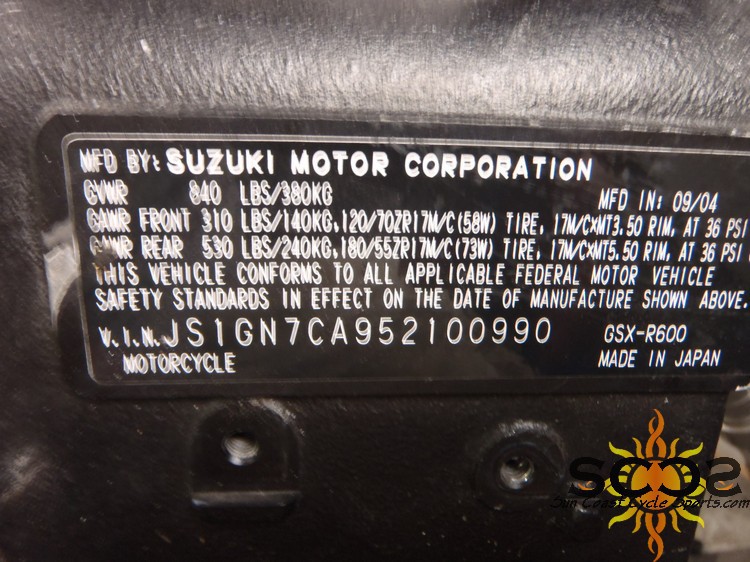 MFD BY: SUZUKI MOTOR CORPORATION
GVWR 840 LBS/380KG MFD IN: 09/04
GAWR FRONT 310 LBS/140KG,120/70ZR17M/C(58W) TIRE, 17M/C×MT3.50 RIM, AT 36 PSI
GAWR REAR 530 LBS/240KG,180/55ZR17M/C(73W) TIRE, 17M/C×MT5.50 RIM, AT 36 PSI
THIS VEHICLE CONFORMS TO ALL APPLICABLE FEDERAL MOTOR VEHICLE
SAFETY STANDARDS IN EFFECT ON THE DATE OF MANUFACTURE SHOWN ABOVE.
V.I.N. JS1GN7CA952100990 GSX-R600
MOTORCYCLE MADE IN JAPAN
SCCS
Sun Coast Cycle Sports.com